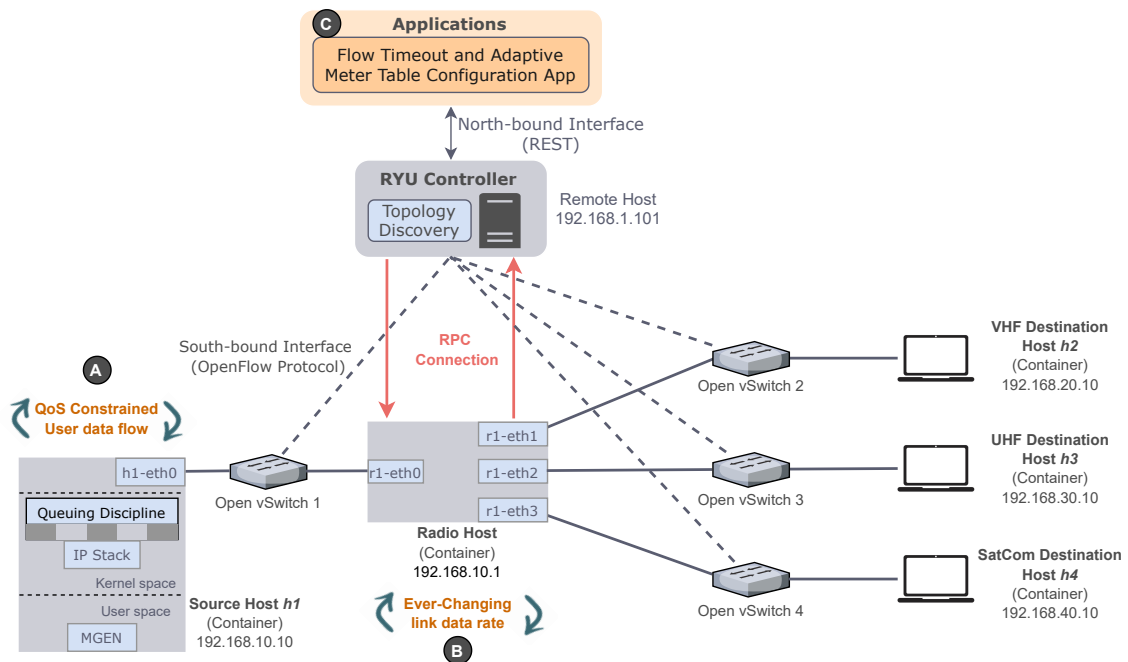 C
Applications
Flow Timeout and Adaptive
Meter Table Configuration App
North-bound Interface
(REST)
RYU Controller
Topology
Discovery
Remote Host
192.168.1.101
South-bound Interface
(OpenFlow Protocol)
RPC
Connection
A
QoS Constrained
User data flow
h1-eth0
Queuing Discipline
IP Stack
Kernel space
User space
MGEN
Source Host h1
(Container)
192.168.10.10
Open vSwitch 1
r1-eth0
r1-eth1
r1-eth2
r1-eth3
Radio Host
(Container)
192.168.10.1
Ever-Changing
link data rate
B
Open vSwitch 2
VHF Destination
Host h2
(Container)
192.168.20.10
Open vSwitch 3
UHF Destination
Host h3
(Container)
192.168.30.10
Open vSwitch 4
SatCom Destination
Host h4
(Container)
192.168.40.10